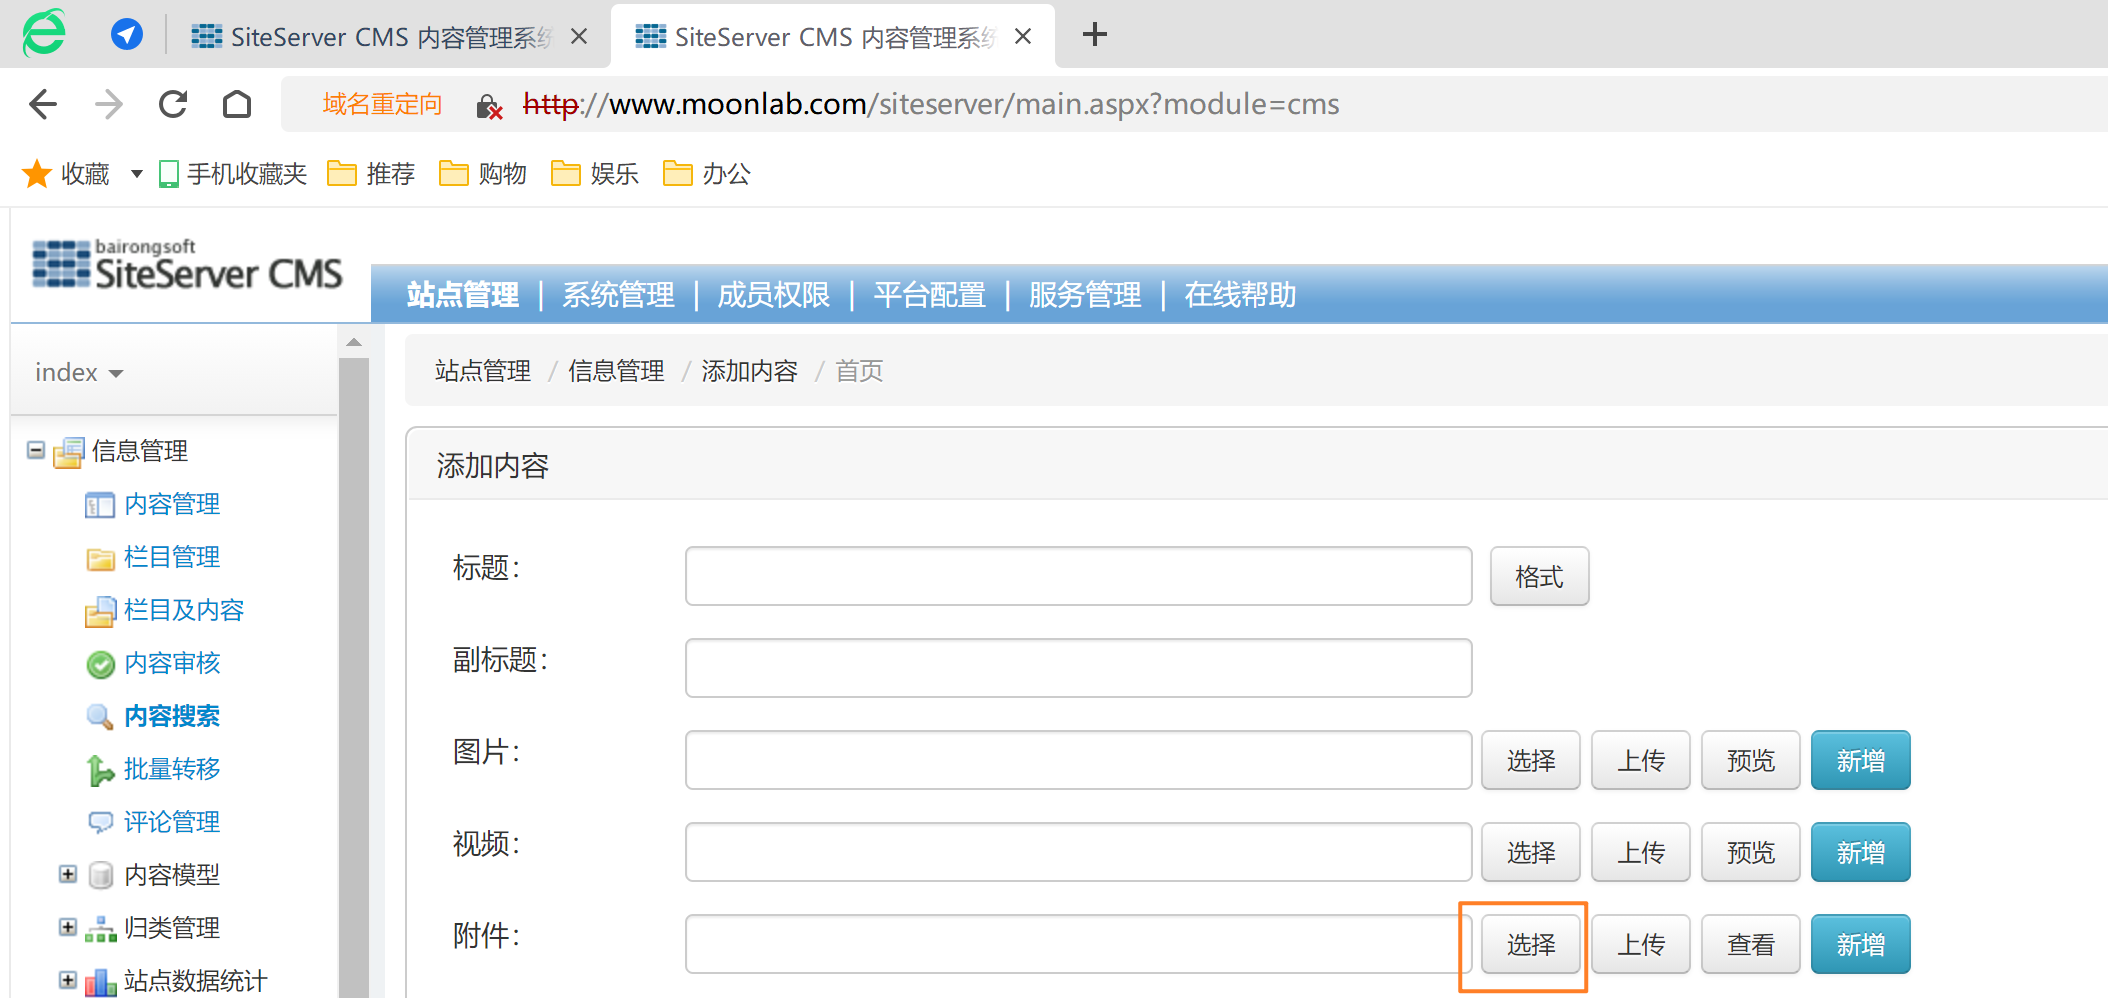 SiteServer CMS 内容管理系统
SiteServer CMS 内容管理系统
域名重定向 http://www.moonlab.com/siteserver/main.aspx?module=cms
收藏 手机收藏夹 推荐 购物 娱乐 办公
bairongsoft
SiteServer CMS
站点管理 | 系统管理 | 成员权限 | 平台配置 | 服务管理 | 在线帮助
index
站点管理 / 信息管理 / 添加内容 / 首页
信息管理
内容管理
栏目管理
栏目及内容
内容审核
内容搜索
批量转移
评论管理
内容模型
归类管理
站点数据统计
添加内容
标题： 格式
副标题：
图片： 选择 上传 预览 新增
视频： 选择 上传 预览 新增
附件： 选择 上传 查看 新增